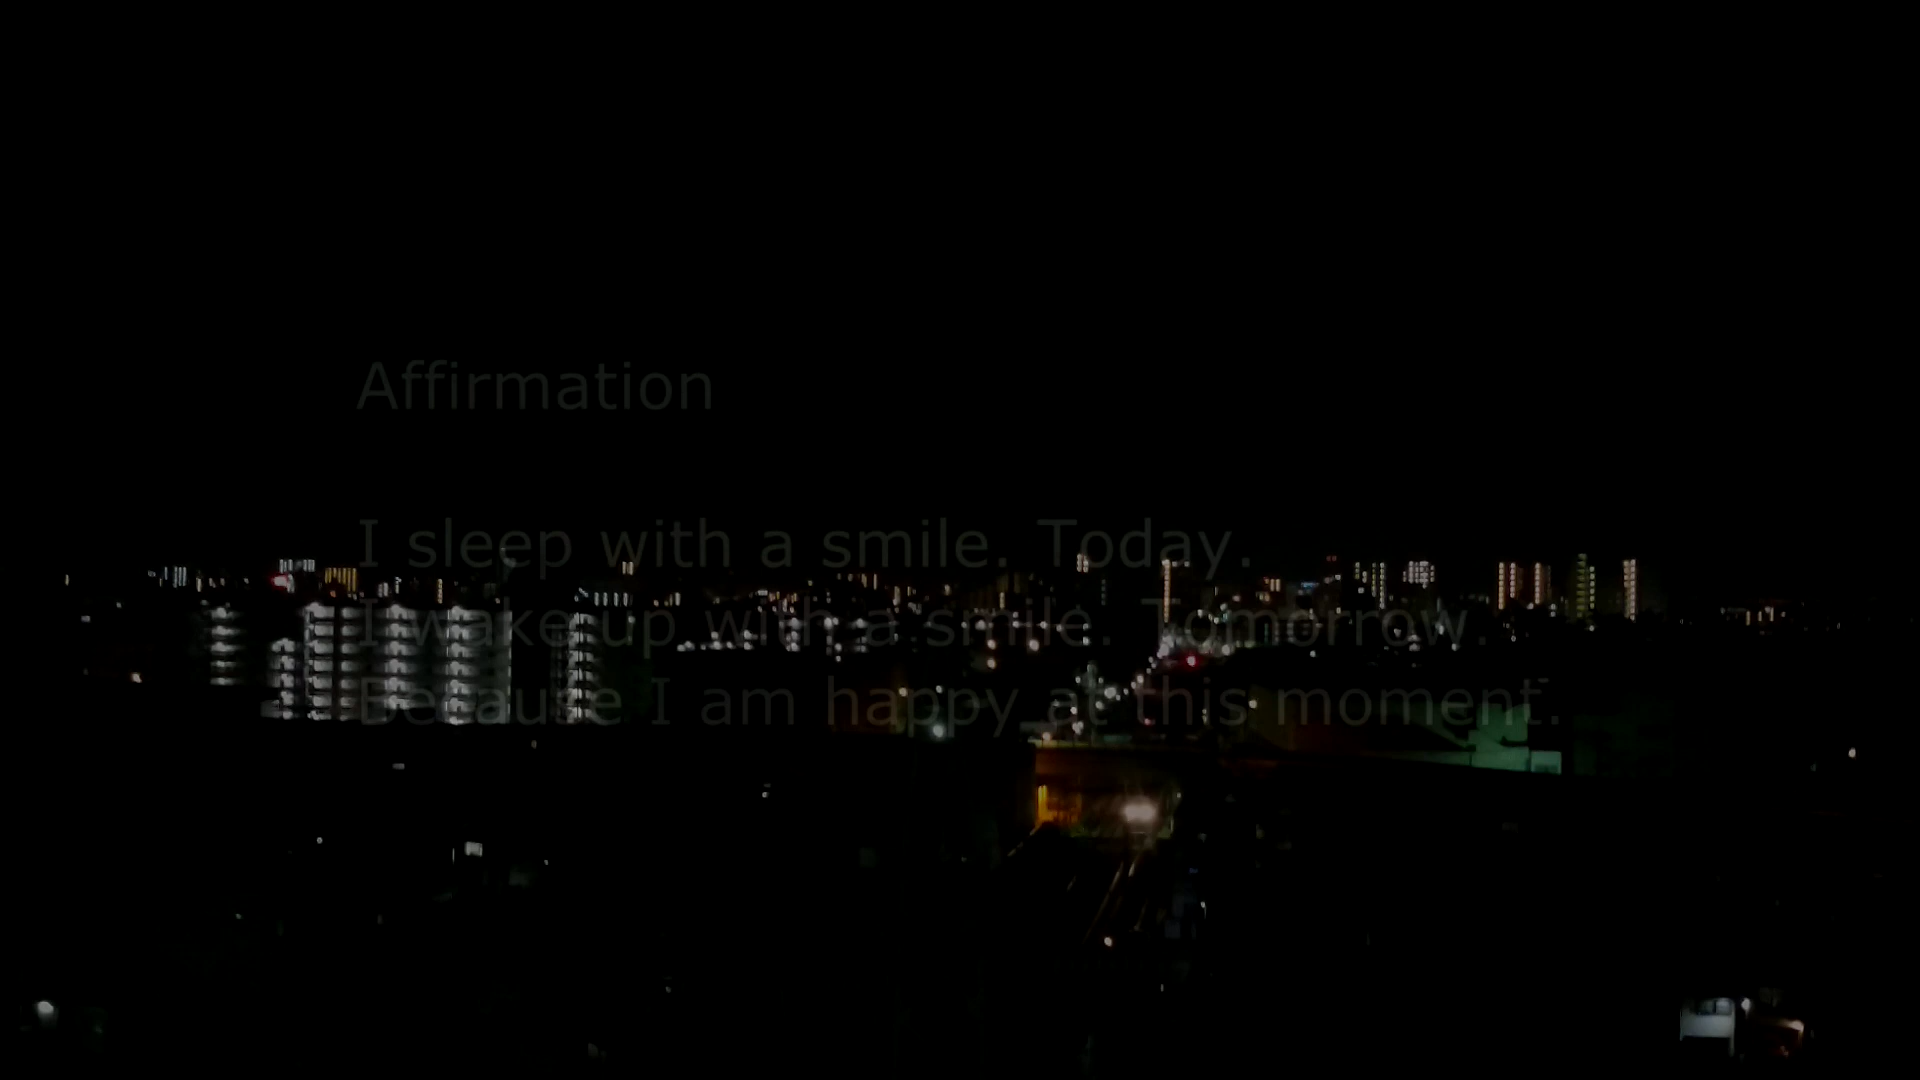 Affirmation
I sleep with a smile. Today.
I wake up with a smile. Tomorrow.
Because I am happy at this moment.